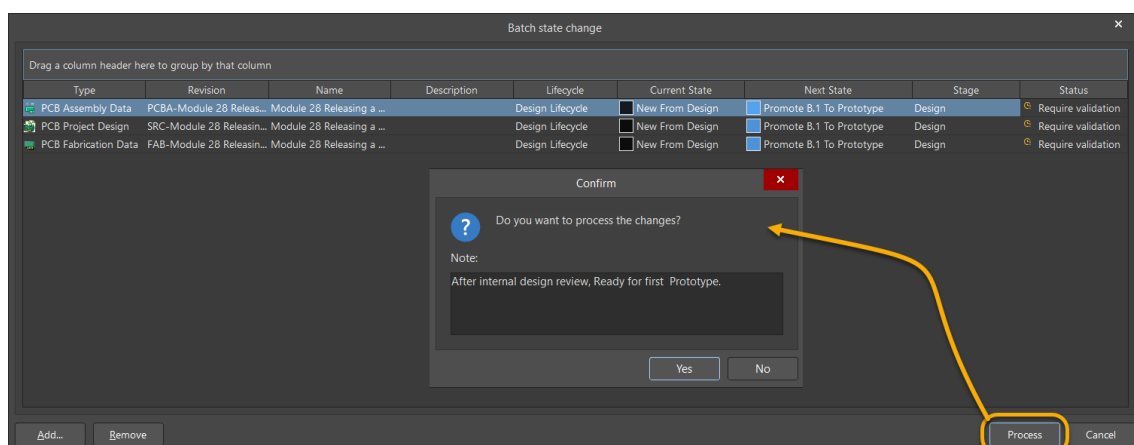 Batch state change
Drag a column header here to group by that column
Type Revision Name Description Lifecycle Current State Next State Stage Status
PCB Assembly Data PCBA-Module 28 Releas... Module 28 Releasing a ... Design Lifecycle New From Design Promote B.1 To Prototype Design Require validation
PCB Project Design SRC-Module 28 Releasin... Module 28 Releasing a ... Design Lifecycle New From Design Promote B.1 To Prototype Design Require validation
PCB Fabrication Data FAB-Module 28 Releasin... Module 28 Releasing a ... Design Lifecycle New From Design Promote B.1 To Prototype Design Require validation
Confirm
Do you want to process the changes?
Note:
After internal design review, Ready for first Prototype.
Yes No
Add... Remove Process Cancel